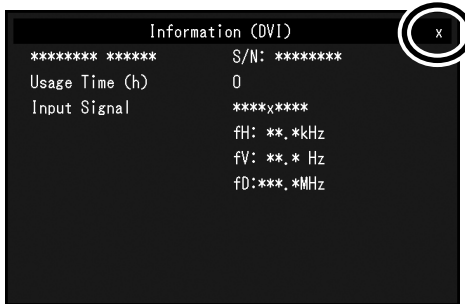 Information (DVI) x
******** ****** S/N: ********
Usage Time (h) 0
Input Signal ****x****
fH: **.*kHz
fV: **.* Hz
fD:***.*MHz